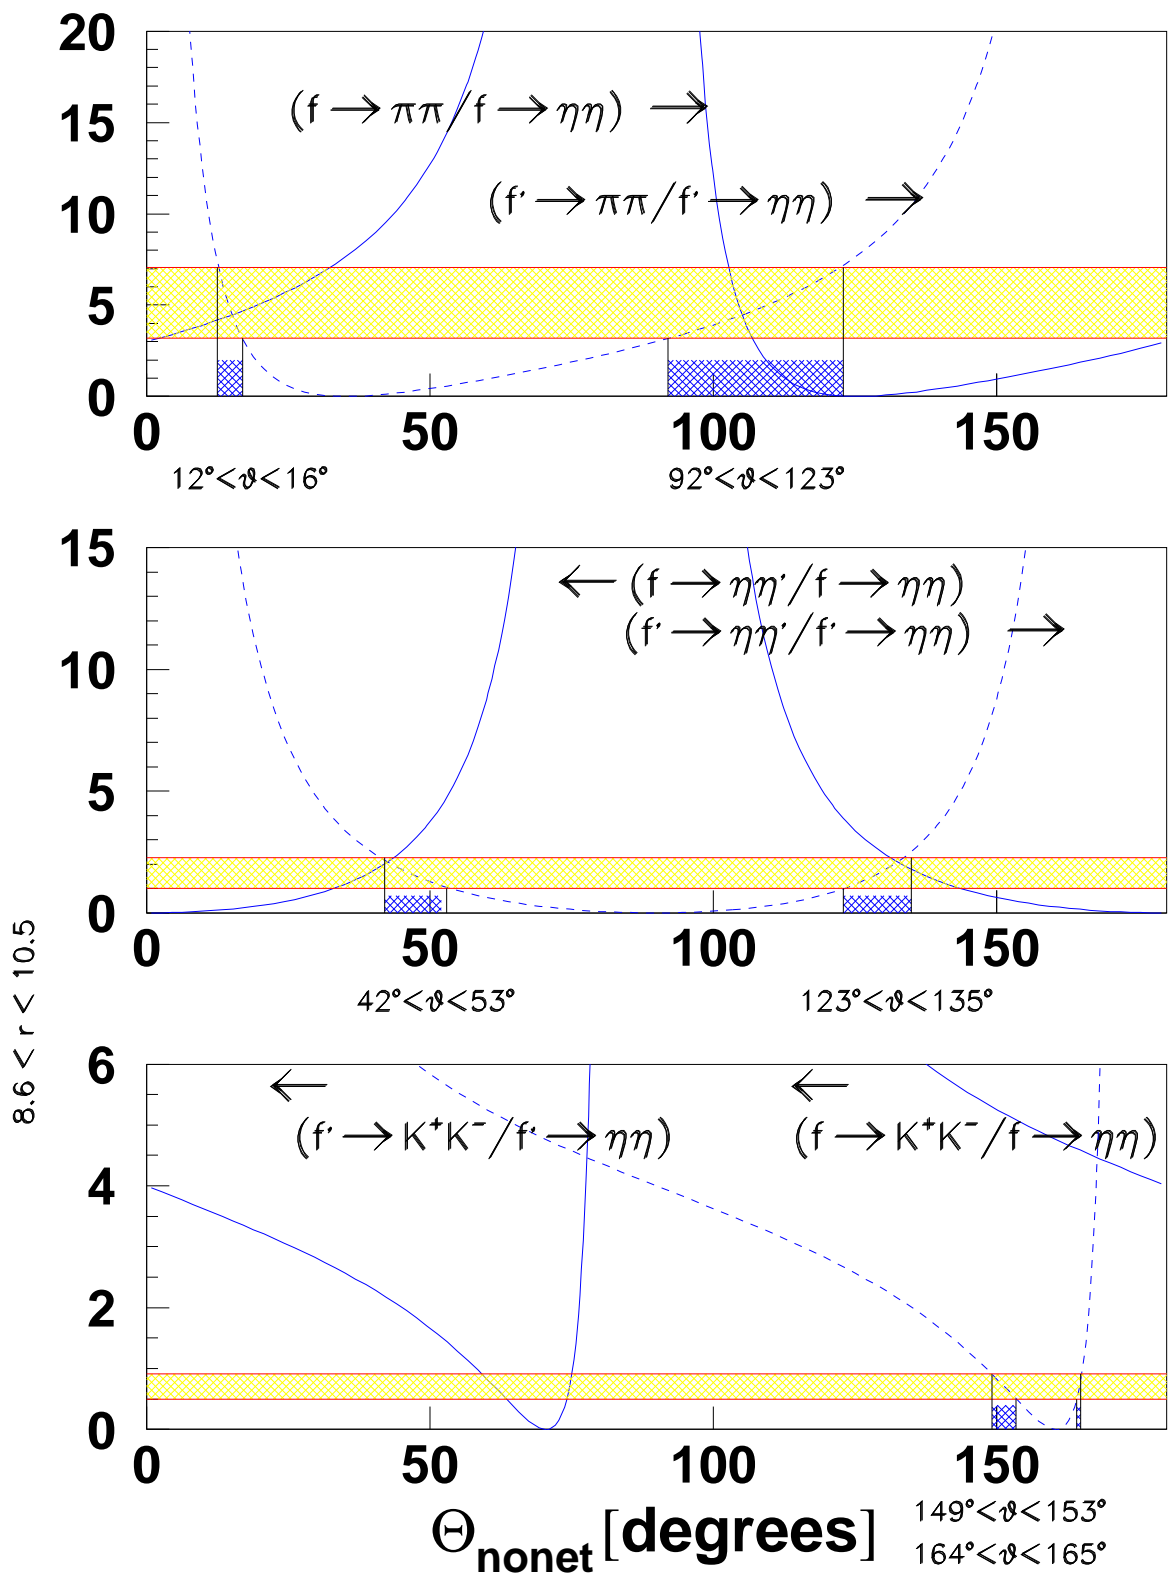 20
15
10
5
0
(f → ππ/f → ηη) →
(f' → ππ/f' → ηη) →
0 50 100 150
12°<ϑ<16° 92°<ϑ<123°
15
10
5
0
← (f → ηη'/f → ηη)
(f' → ηη'/f' → ηη) →
0 50 100 150
42°<ϑ<53° 123°<ϑ<135°
8.6 < r < 10.5
6
4
2
0
← ←
(f' → K⁺K⁻/f' → ηη) (f → K⁺K⁻/f → ηη)
0 50 100 150
Θnonet [degrees]
149°<ϑ<153°
164°<ϑ<165°